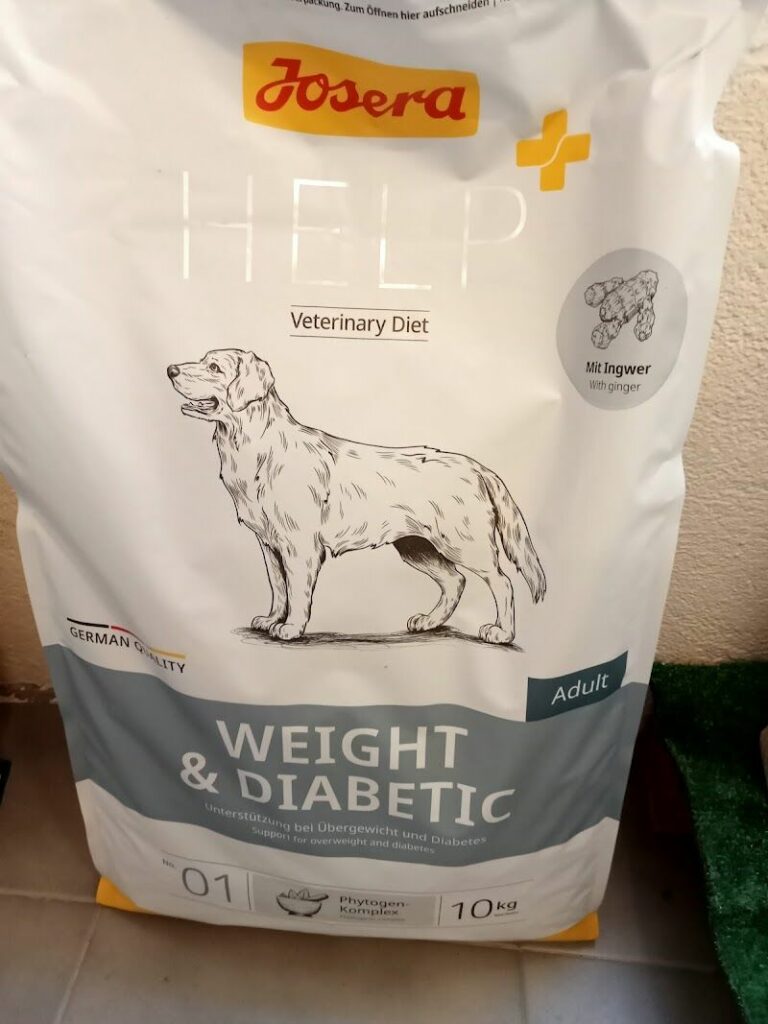 packung. Zum Öffnen hier aufschneiden |
Josera
HELP
Veterinary Diet
Mit Ingwer
With ginger
GERMAN QUALITY
Adult
WEIGHT
& DIABETIC
Unterstützung bei Übergewicht und Diabetes
Support for overweight and diabetes
No. 01
Phytogen-
Komplex
10kg